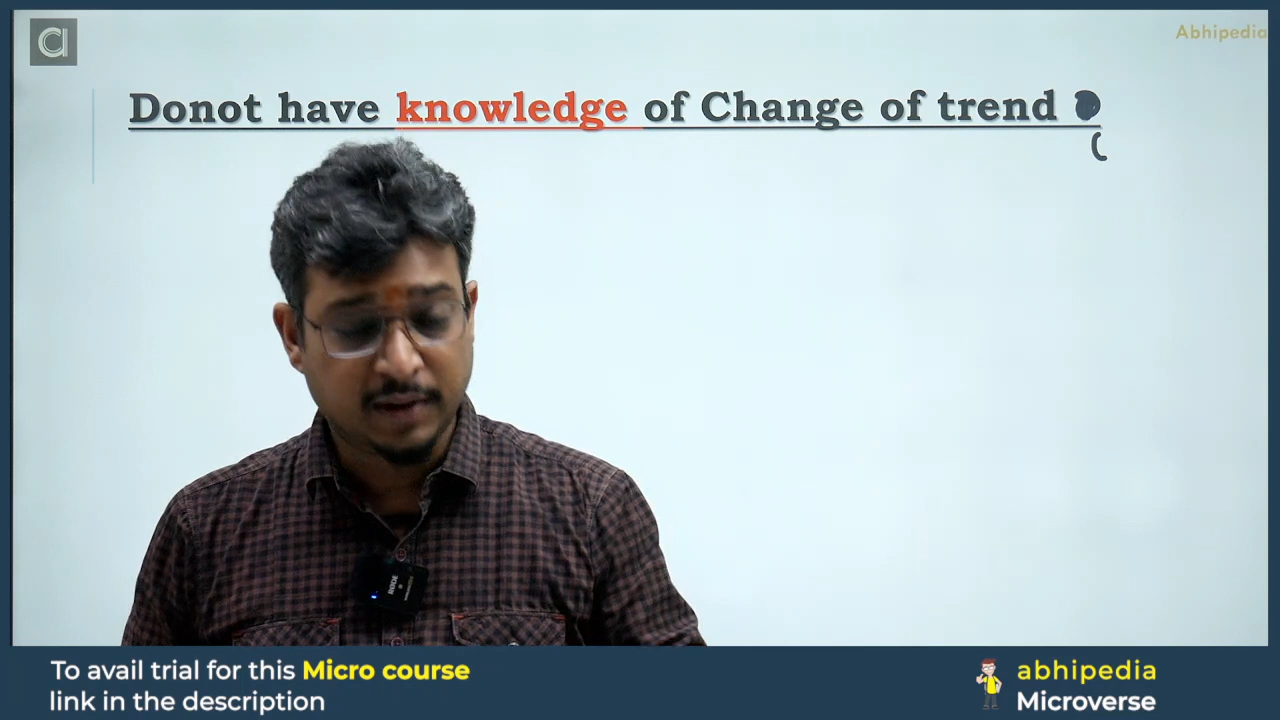 Abhipedia
Donot have knowledge of Change of trend
RODE
To avail trial for this Micro course
link in the description
abhipedia
Microverse